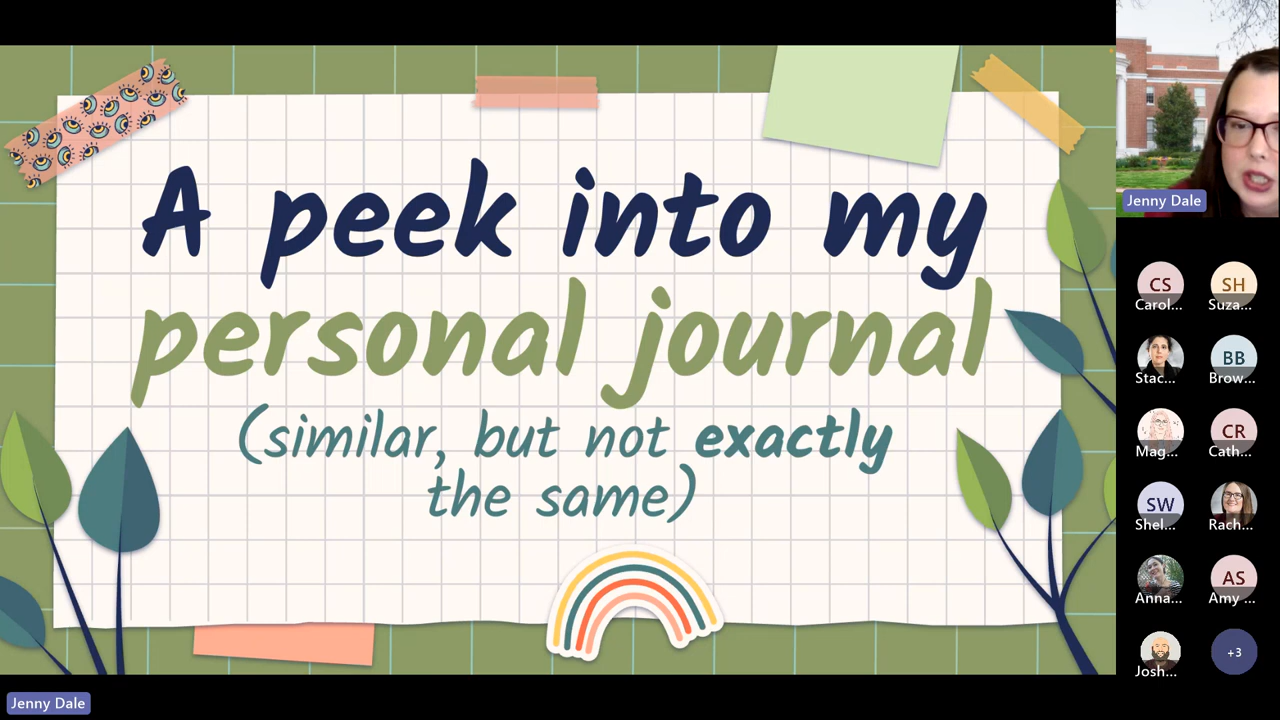 A peek into my
personal journal
(similar, but not exactly
the same)
Jenny Dale
CS
Carol...
SH
Suza...
Stac...
BB
Brow...
Mag...
CR
Cath...
SW
Shel...
Rach...
Anna...
AS
Amy ...
Josh...
+3
Jenny Dale